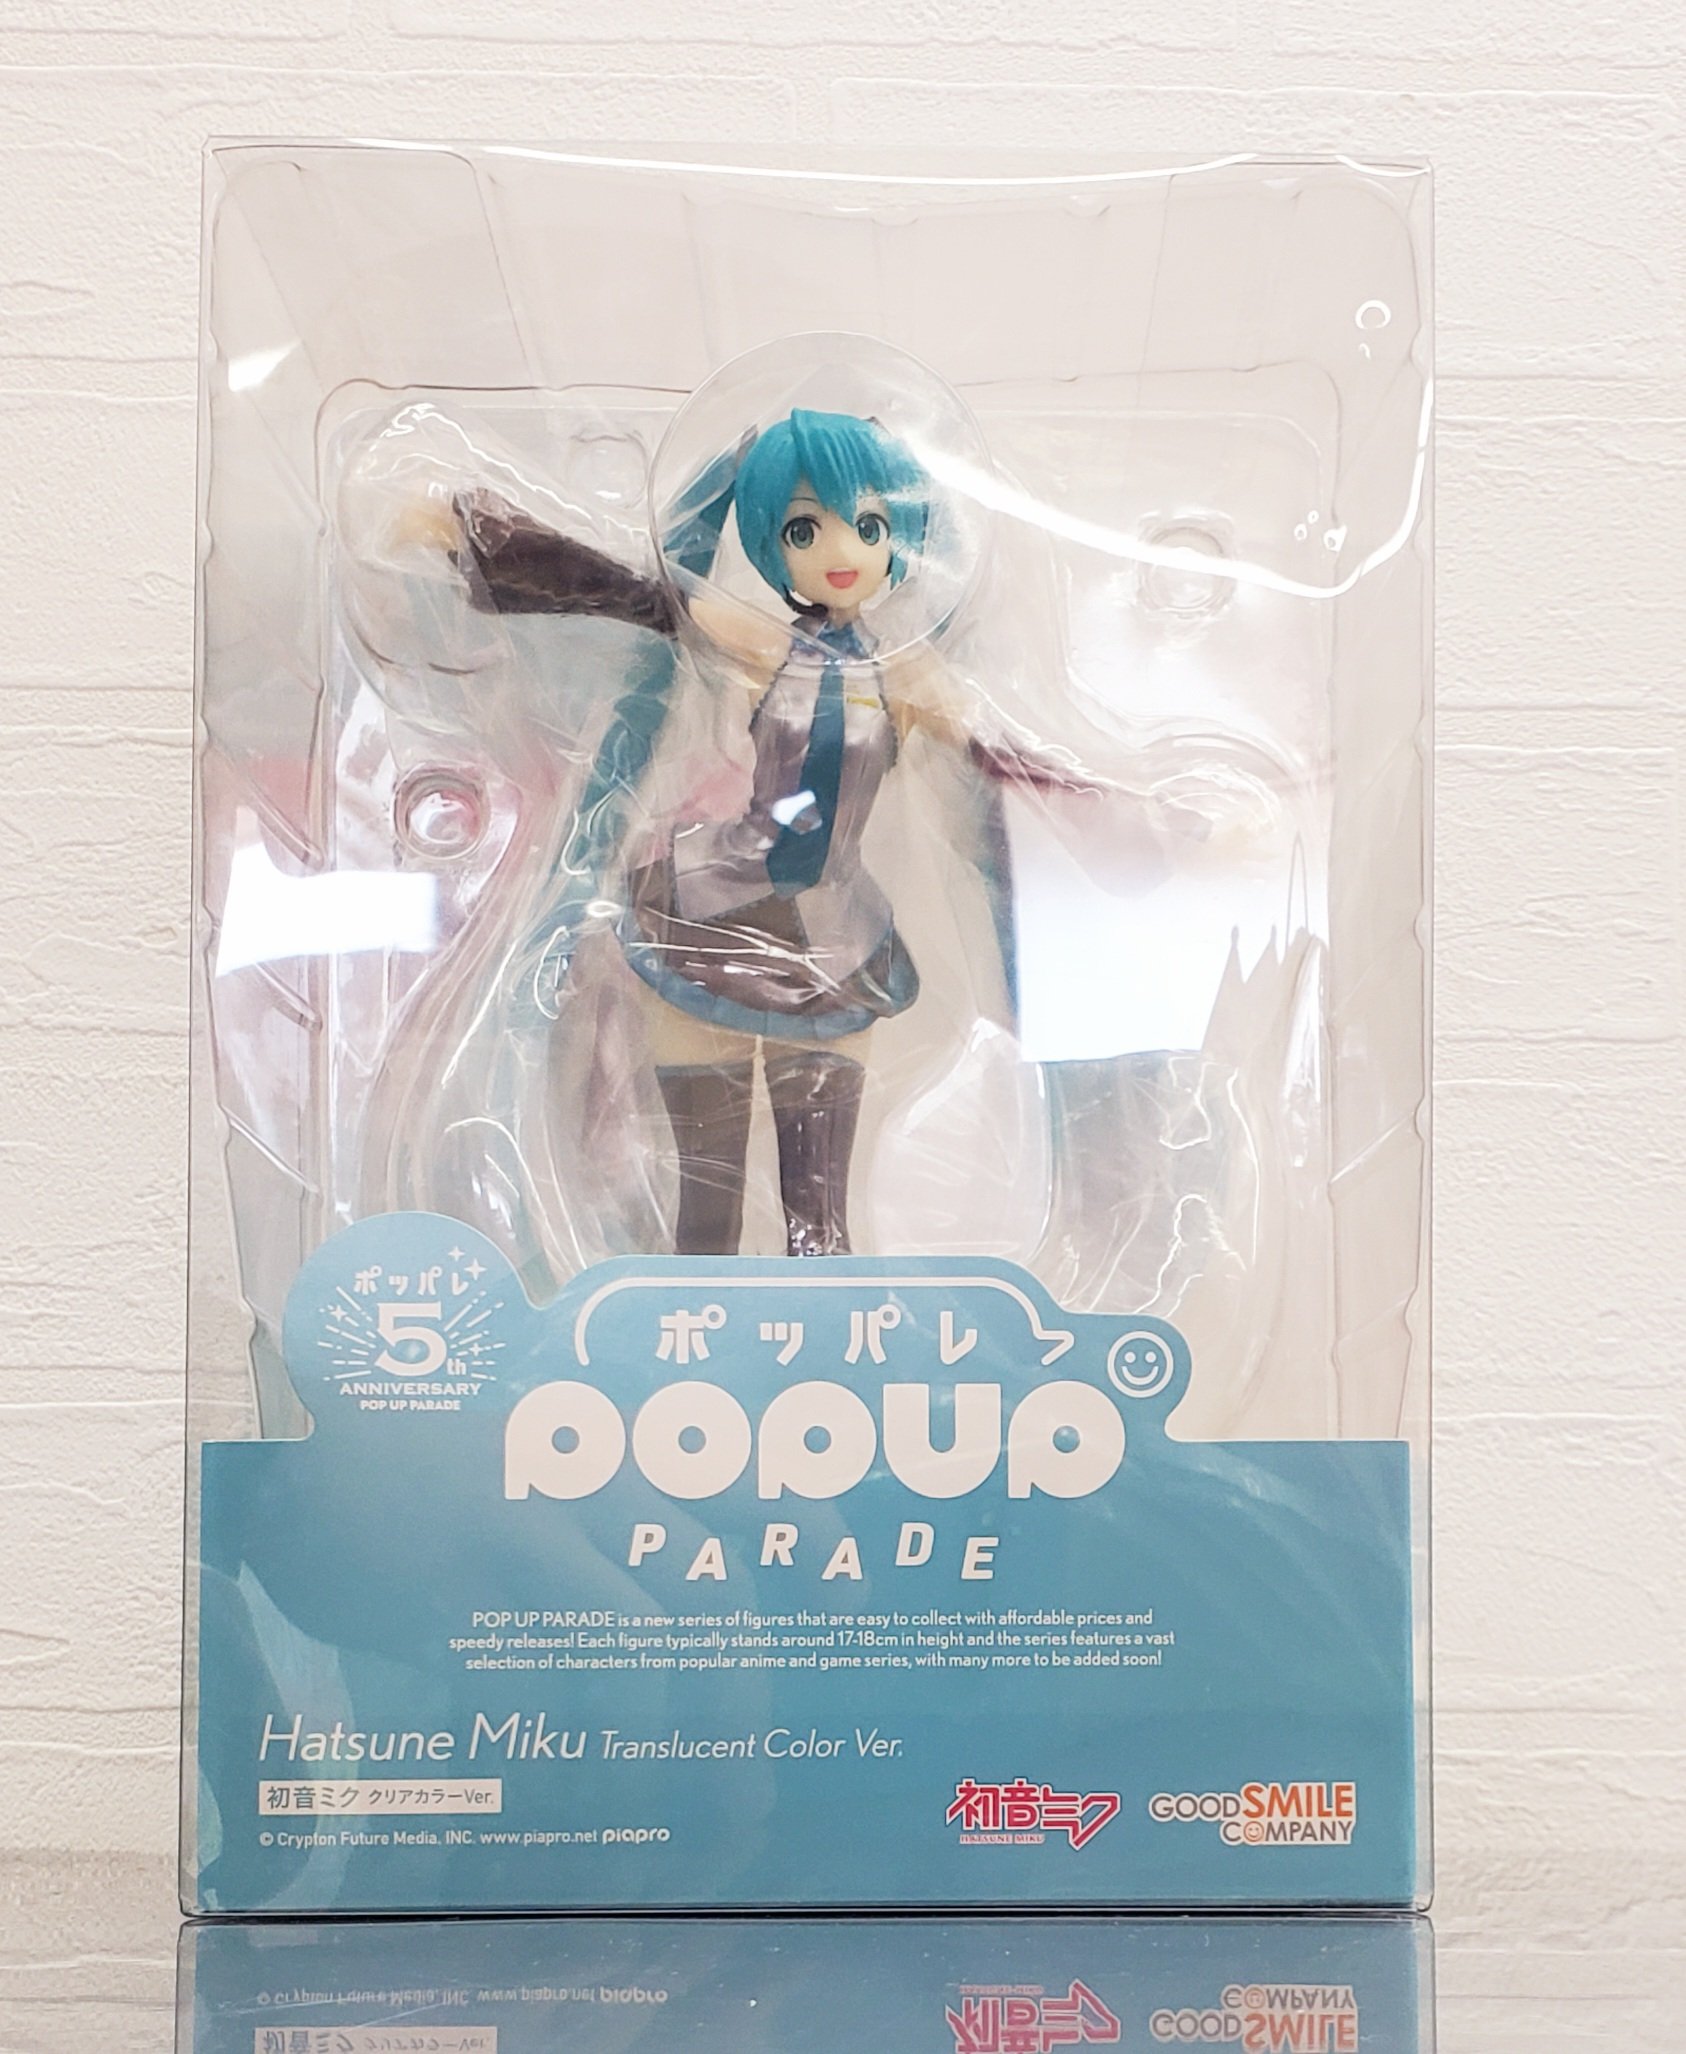 ポッパレ
5th
ANNIVERSARY
POP UP PARADE
ポッパレ
POPUP
PARADE
POP UP PARADE is a new series of figures that are easy to collect with affordable prices and
speedy releases! Each figure typically stands around 17-18cm in height and the series features a vast
selection of characters from popular anime and game series, with many more to be added soon!
Hatsune Miku Translucent Color Ver.
初音ミク クリアカラーVer.
© Crypton Future Media, INC. www.piapro.net piapro
初音ミク
HATSUNE MIKU
GOOD SMILE
COMPANY